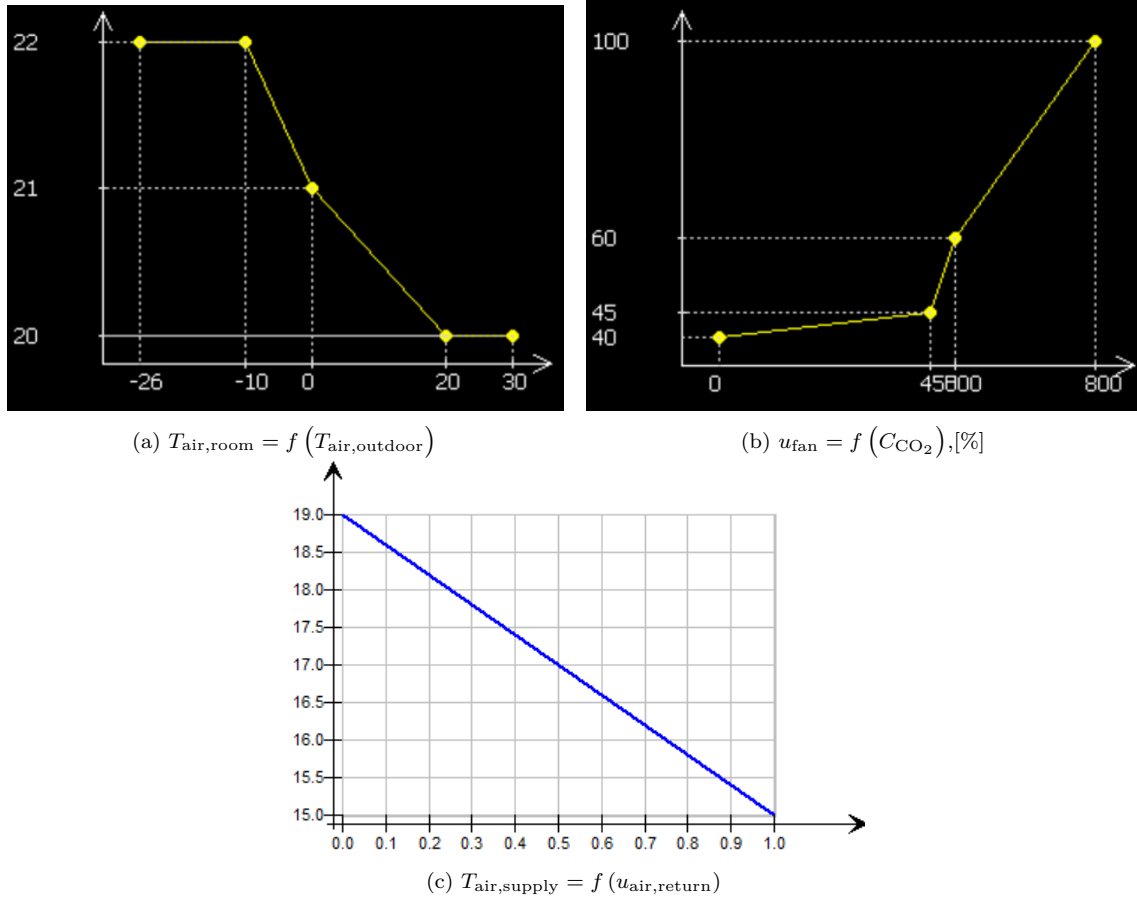 22
21
20
-26 -10 0 20 30
100
60
45
40
0 450 500 800
(a) T_air,room = f (T_air,outdoor)
(b) u_fan = f (C_CO₂),[%]
19.0
18.5
18.0
17.5
17.0
16.5
16.0
15.5
15.0
0.0 0.1 0.2 0.3 0.4 0.5 0.6 0.7 0.8 0.9 1.0
(c) T_air,supply = f (u_air,return)